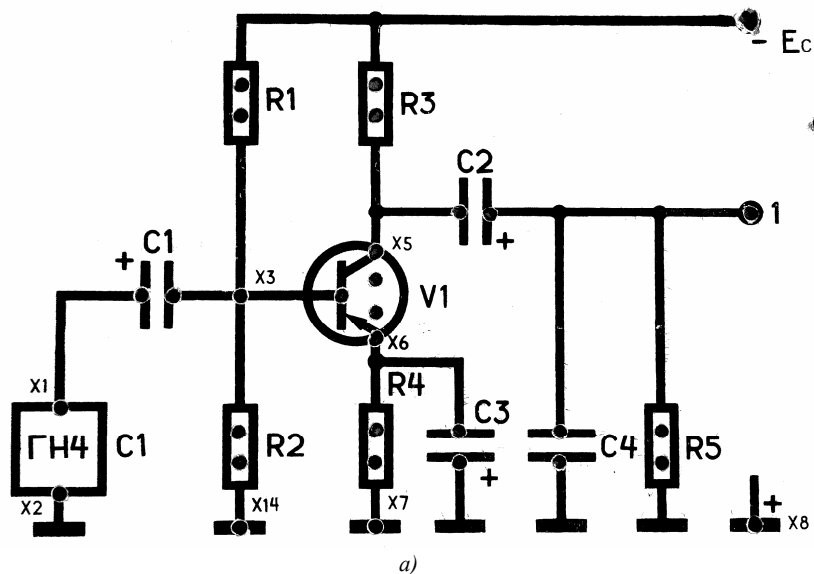 - Eс
R1
R3
C2
1
C1
+
+
X5
X3
V1
X6
X1
R4
ГН4
C1
R2
C3
C4
R5
X2
X14
X7
+
+
X8
а)